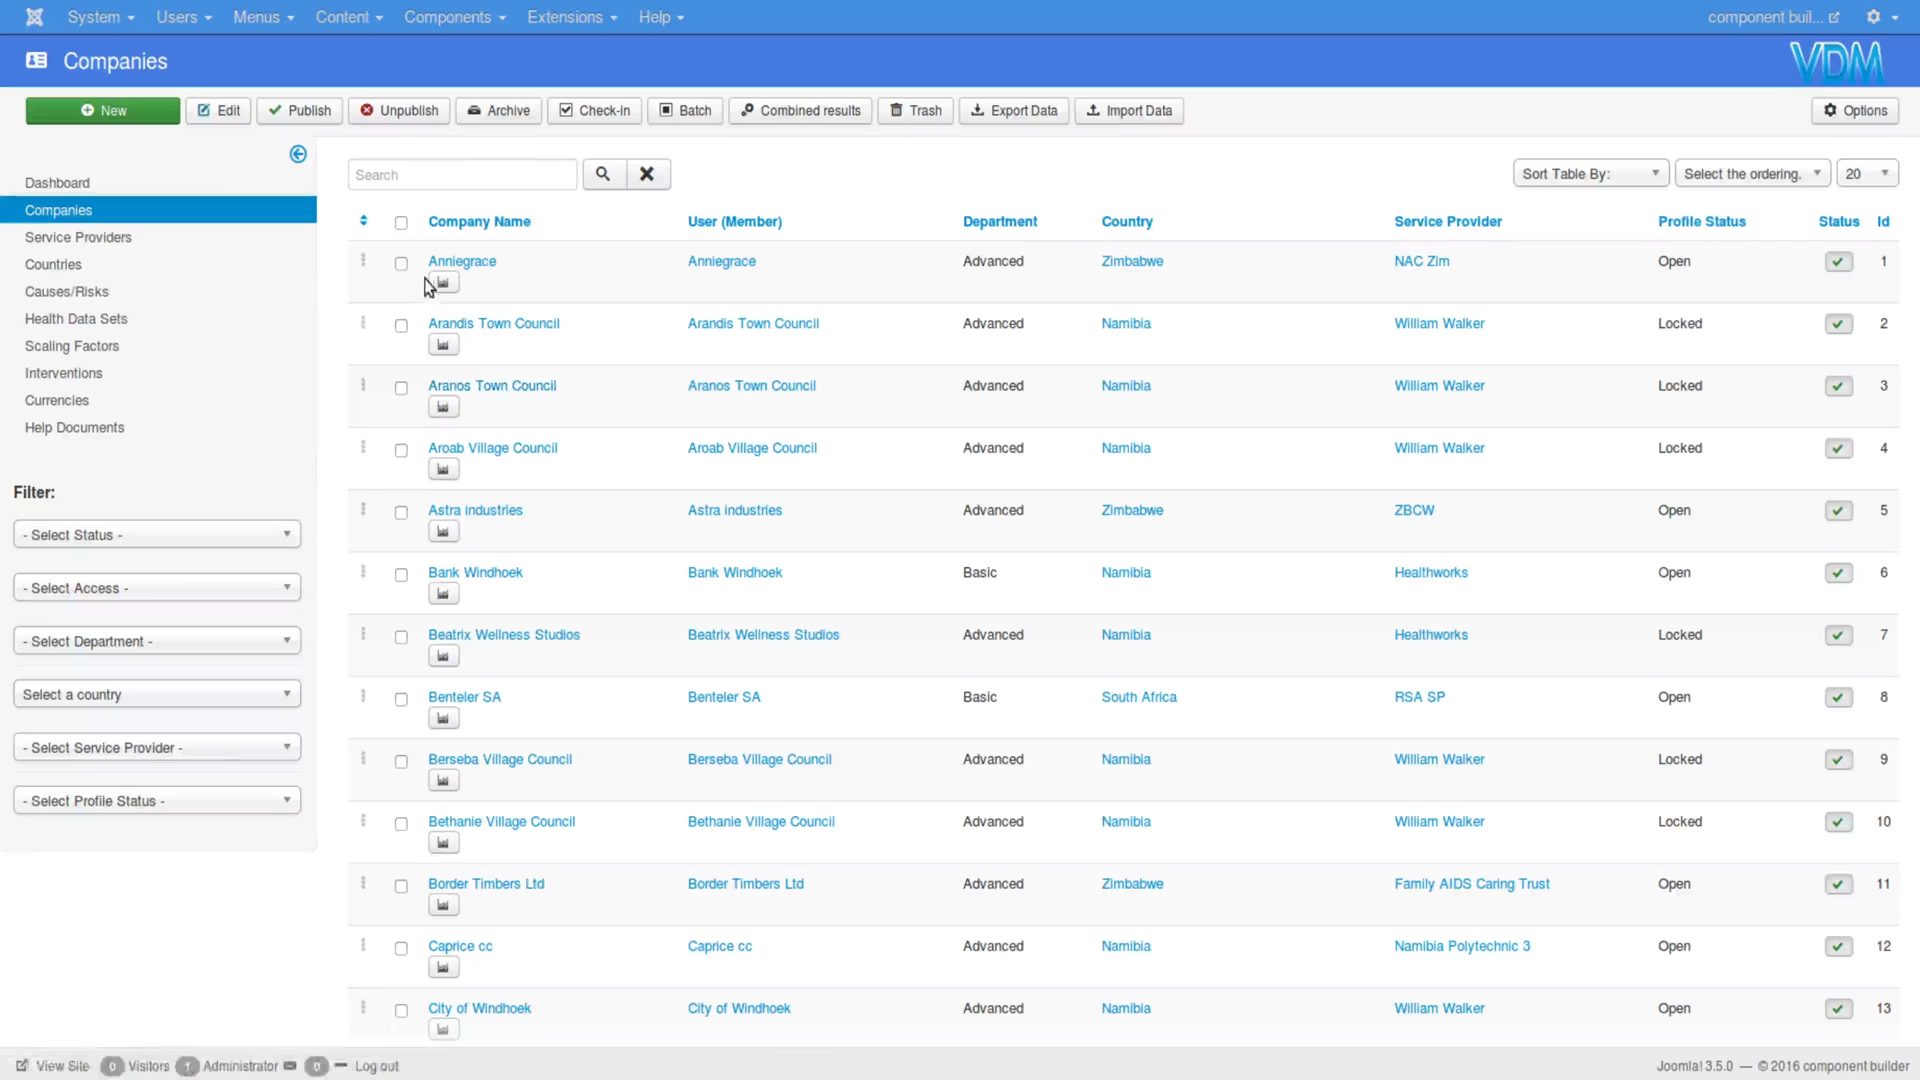 System Users Menus Content Components Extensions Help component buil...
Companies VDM
New Edit Publish Unpublish Archive Check-in Batch Combined results Trash Export Data Import Data Options
Search Sort Table By: Select the ordering. 20
Dashboard
Companies
Service Providers
Countries
Causes/Risks
Health Data Sets
Scaling Factors
Interventions
Currencies
Help Documents
Filter:
- Select Status -
- Select Access -
- Select Department -
Select a country
- Select Service Provider -
- Select Profile Status -
Company Name User (Member) Department Country Service Provider Profile Status Status Id
Anniegrace Anniegrace Advanced Zimbabwe NAC Zim Open 1
Arandis Town Council Arandis Town Council Advanced Namibia William Walker Locked 2
Aranos Town Council Aranos Town Council Advanced Namibia William Walker Locked 3
Aroab Village Council Aroab Village Council Advanced Namibia William Walker Locked 4
Astra industries Astra industries Advanced Zimbabwe ZBCW Open 5
Bank Windhoek Bank Windhoek Basic Namibia Healthworks Open 6
Beatrix Wellness Studios Beatrix Wellness Studios Advanced Namibia Healthworks Locked 7
Benteler SA Benteler SA Basic South Africa RSA SP Open 8
Berseba Village Council Berseba Village Council Advanced Namibia William Walker Locked 9
Bethanie Village Council Bethanie Village Council Advanced Namibia William Walker Locked 10
Border Timbers Ltd Border Timbers Ltd Advanced Zimbabwe Family AIDS Caring Trust Open 11
Caprice cc Caprice cc Advanced Namibia Namibia Polytechnic 3 Open 12
City of Windhoek City of Windhoek Advanced Namibia William Walker Open 13
View Site 0 Visitors 1 Administrator 0 Log out Joomla! 3.5.0 — © 2016 component builder